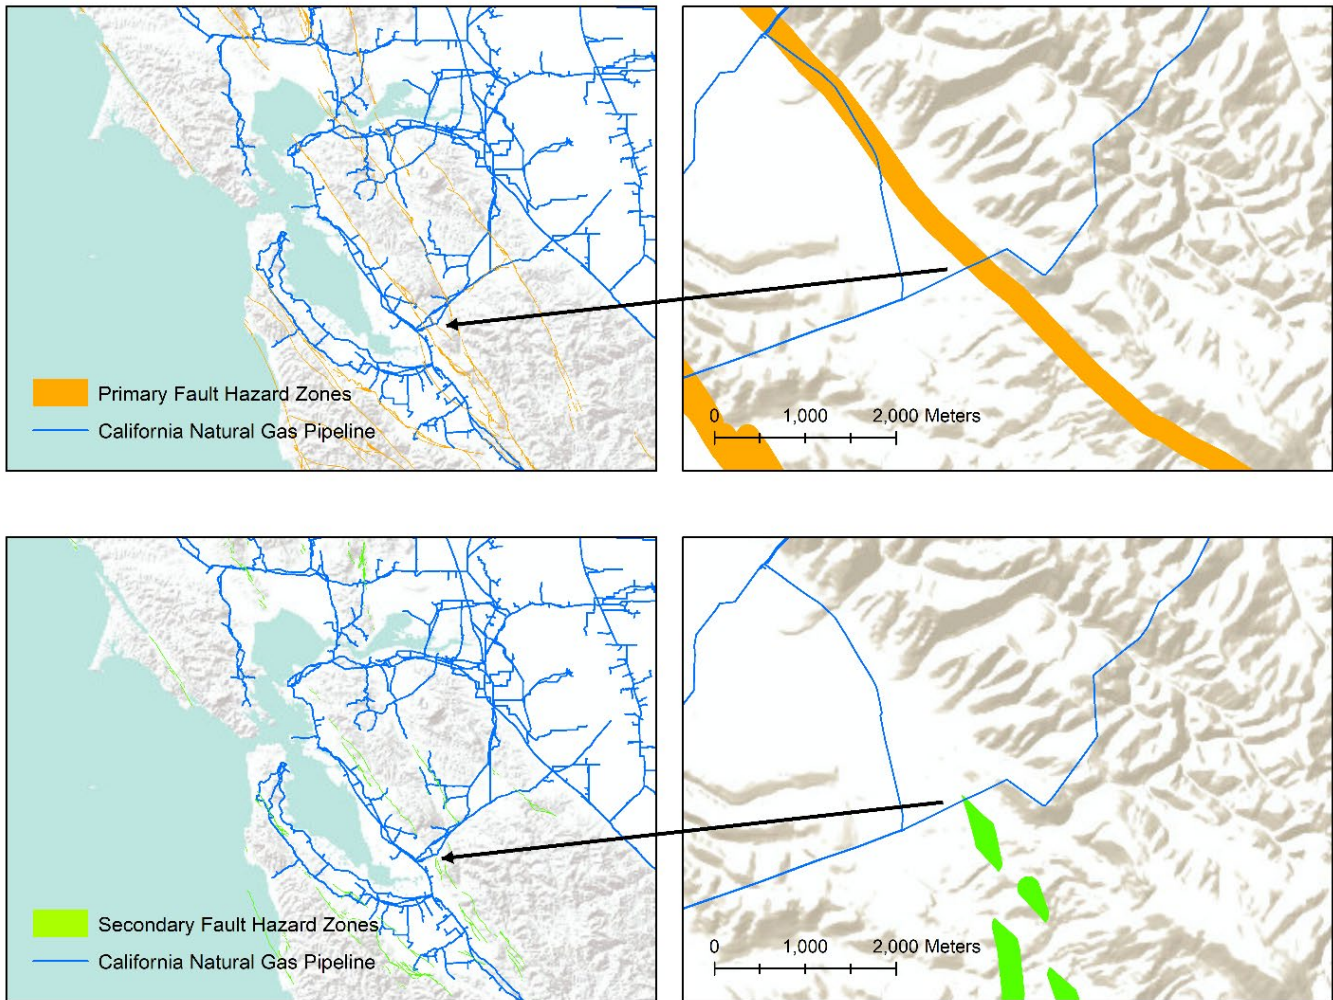 Primary Fault Hazard Zones
California Natural Gas Pipeline
0 1,000 2,000 Meters
Secondary Fault Hazard Zones
California Natural Gas Pipeline
0 1,000 2,000 Meters